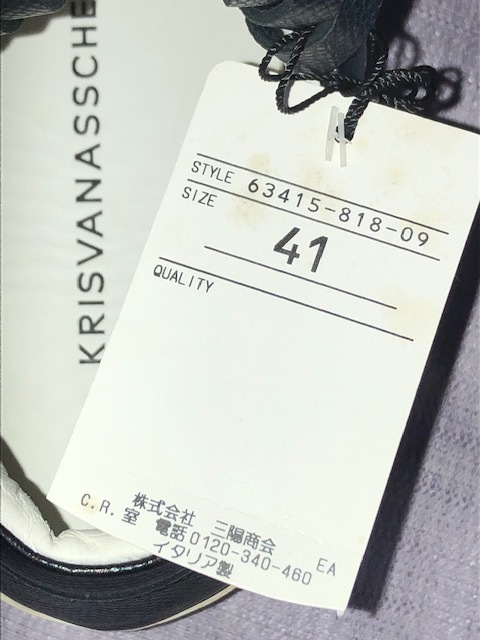 KRISVANASSCHE
STYLE 63415-818-09
SIZE
41
QUALITY
株式会社 三陽商会 EA
C.R.室 電話0120-340-460
イタリア製